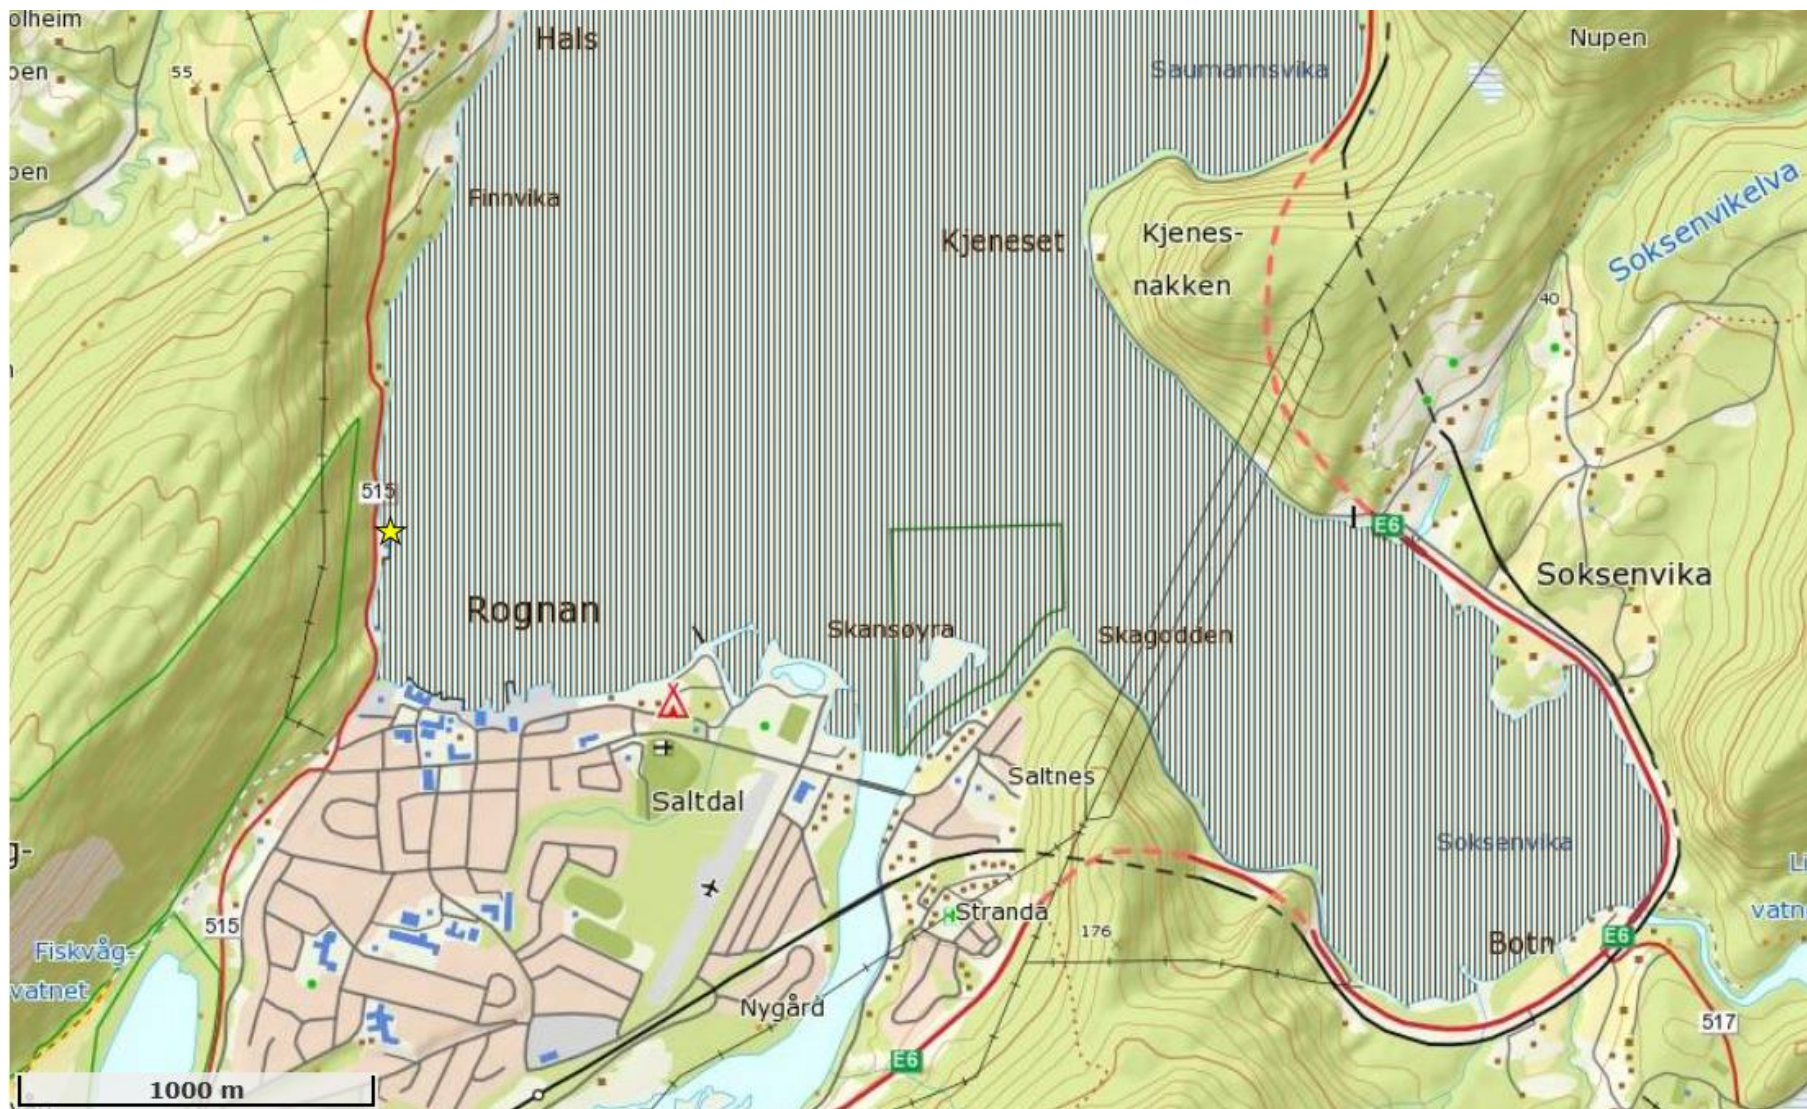 olheim
Hals
Nupen
55
Saumannsvika
Finnvika
Soksenvikelva
Kjeneset
Kjenes-
nakken
40
515
E6
Soksenvika
Rognan
Skansøyra
Skagodden
Saltnes
Saltdal
Soksenvika
515
Stranda
176
Botn
E6
vatn
Fiskvåg-
vatnet
Nygård
517
E6
1000 m